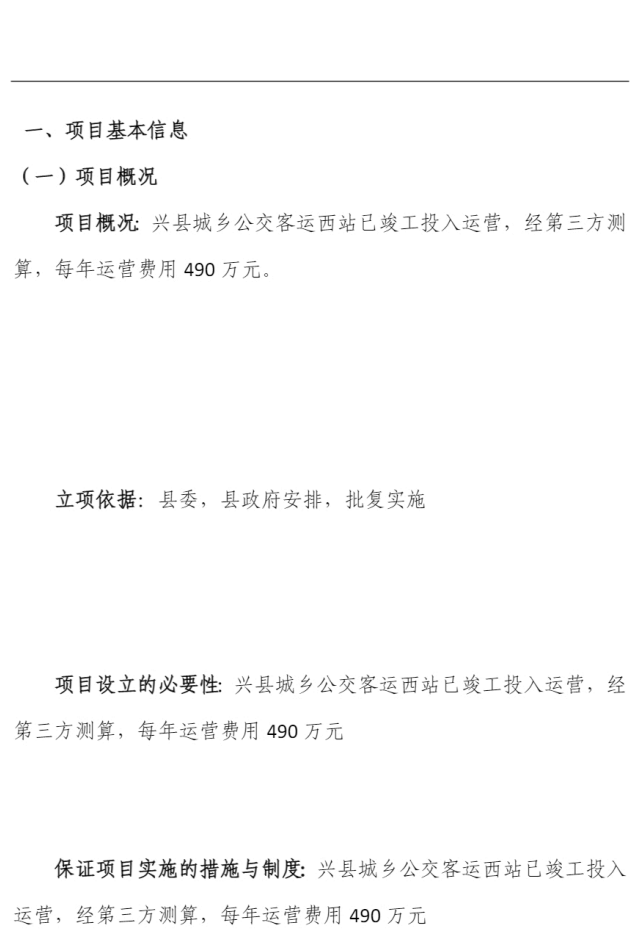 一、项目基本信息
（一）项目概况
项目概况: 兴县城乡公交客运西站已竣工投入运营，经第三方测
算，每年运营费用 490 万元。
立项依据：县委，县政府安排，批复实施
项目设立的必要性: 兴县城乡公交客运西站已竣工投入运营，经
第三方测算，每年运营费用 490 万元
保证项目实施的措施与制度: 兴县城乡公交客运西站已竣工投入
运营，经第三方测算，每年运营费用 490 万元